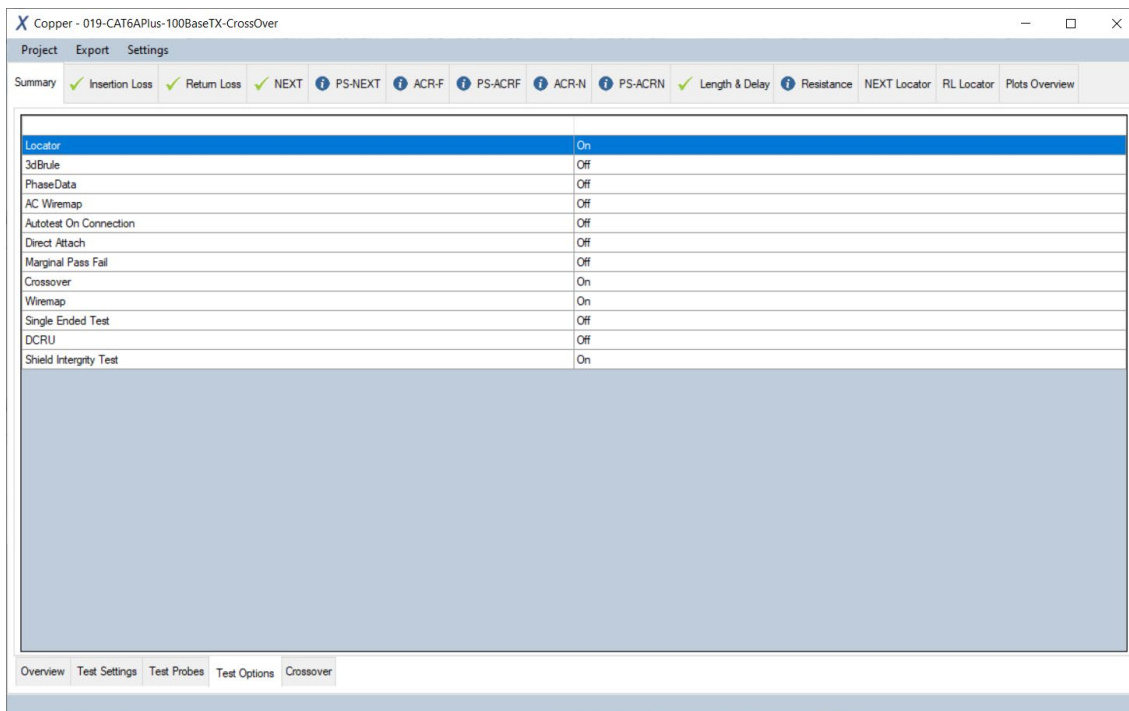 X Copper - 019-CAT6APlus-100BaseTX-CrossOver
Project Export Settings
Summary Insertion Loss Return Loss NEXT PS-NEXT ACR-F PS-ACRF ACR-N PS-ACRN Length & Delay Resistance NEXT Locator RL Locator Plots Overview
Locator On
3dBrule Off
PhaseData Off
AC Wiremap Off
Autotest On Connection Off
Direct Attach Off
Marginal Pass Fail Off
Crossover On
Wiremap On
Single Ended Test Off
DCRU Off
Shield Intergrity Test On
Overview Test Settings Test Probes Test Options Crossover